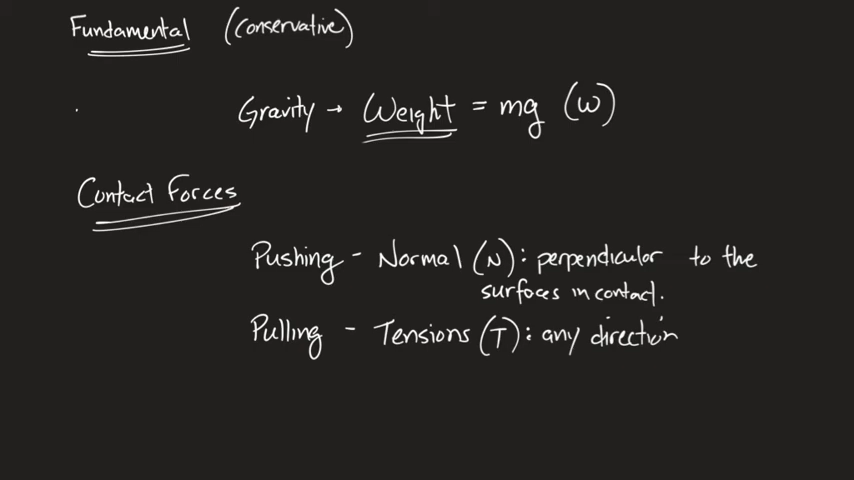 Fundamental (conservative)
Gravity → Weight = mg (W)
Contact Forces
Pushing - Normal (N): perpendicular to the
surfaces in contact.
Pulling - Tensions (T): any direction